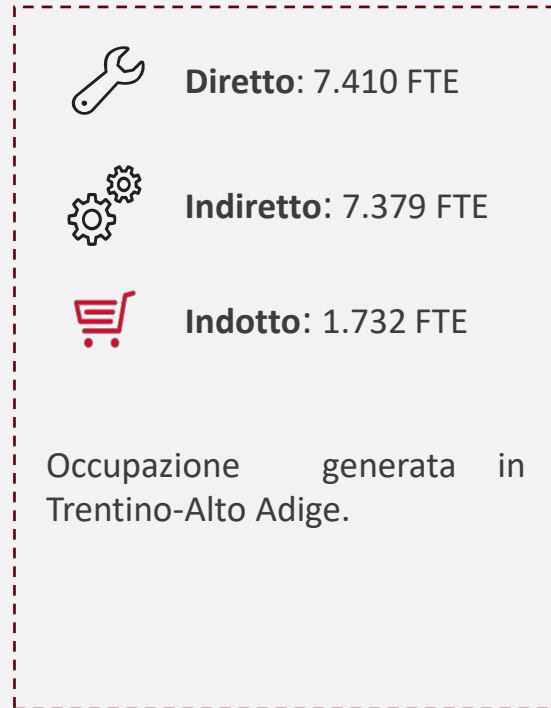 Diretto: 7.410 FTE
Indiretto: 7.379 FTE
Indotto: 1.732 FTE
Occupazione generata in
Trentino-Alto Adige.